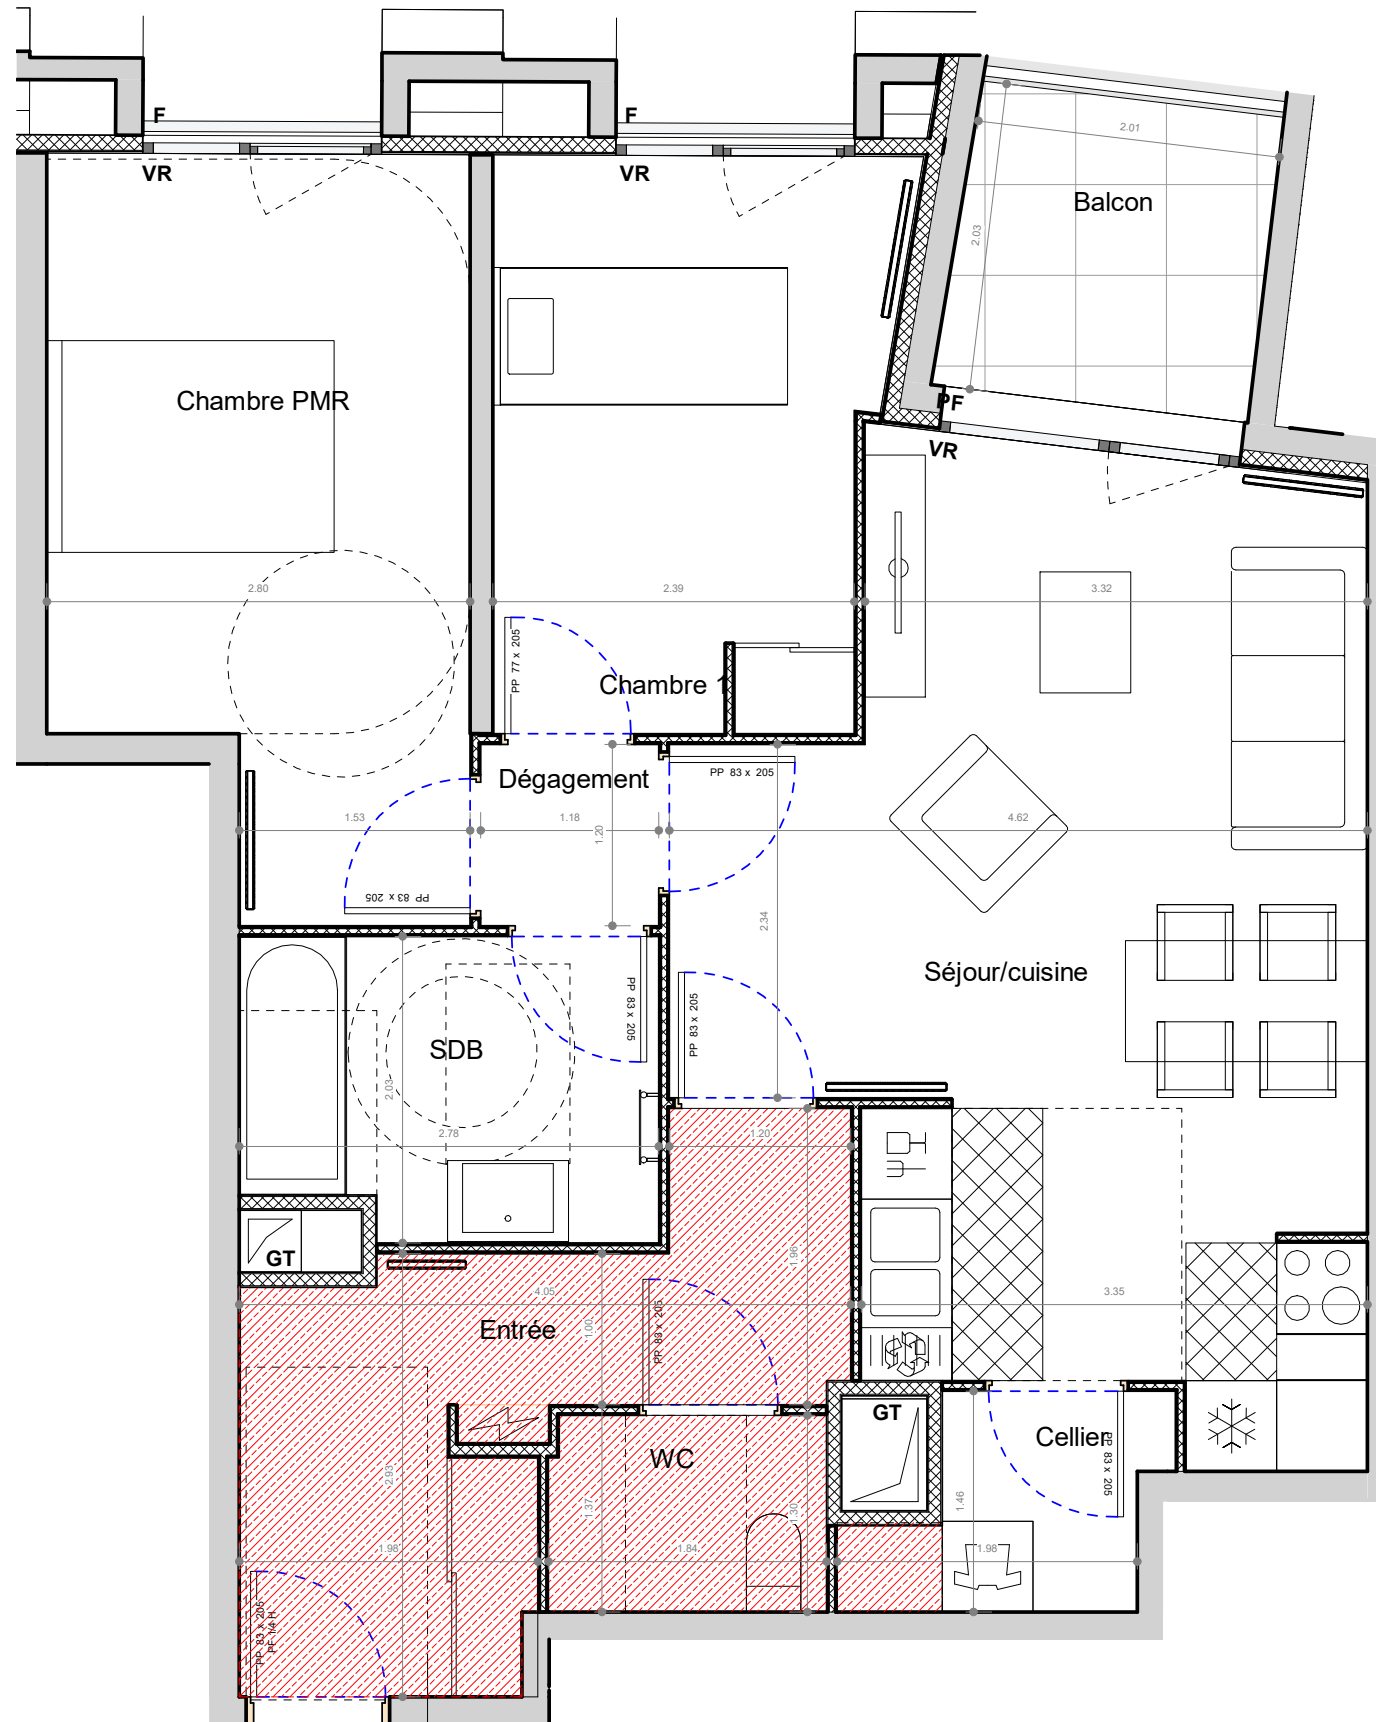 F
F
VR
VR
2.01
Balcon
2.03
Chambre PMR
PF
VR
2.80
2.39
3.32
PP 77 x 205
Chambre 1
Dégagement
PP 83 x 205
1.53
1.18
1.20
4.62
PP 83 x 205
2.34
Séjour/cuisine
PP 83 x 205
PP 83 x 205
SDB
2.03
2.78
1.20
1.96
GT
4.05
3.35
Entrée
1.00
PP 83 x 205
GT
Cellier
WC
PP 83 x 205
2.93
1.37
1.30
1.46
1.98
1.84
1.98
PP 83 x 205
PF 1/4 H